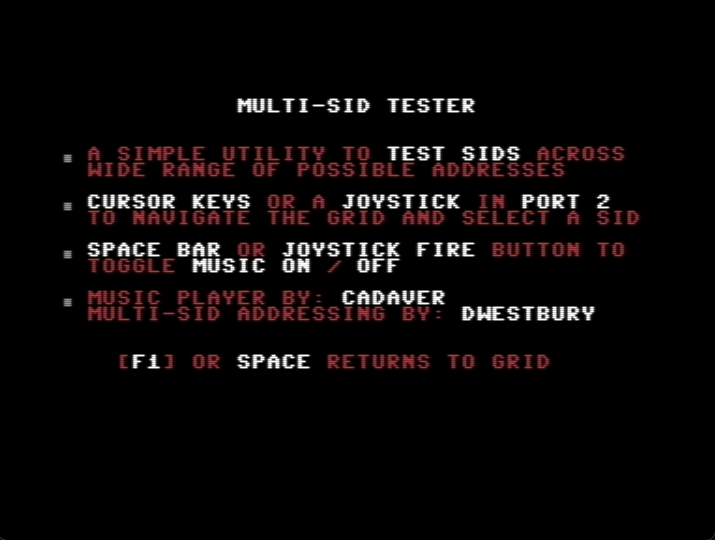 MULTI-SID TESTER
A SIMPLE UTILITY TO TEST SIDS ACROSS
WIDE RANGE OF POSSIBLE ADDRESSES
CURSOR KEYS OR A JOYSTICK IN PORT 2
TO NAVIGATE THE GRID AND SELECT A SID
SPACE BAR OR JOYSTICK FIRE BUTTON TO
TOGGLE MUSIC ON / OFF
MUSIC PLAYER BY: CADAVER
MULTI-SID ADDRESSING BY: DWESTBURY
[F1] OR SPACE RETURNS TO GRID